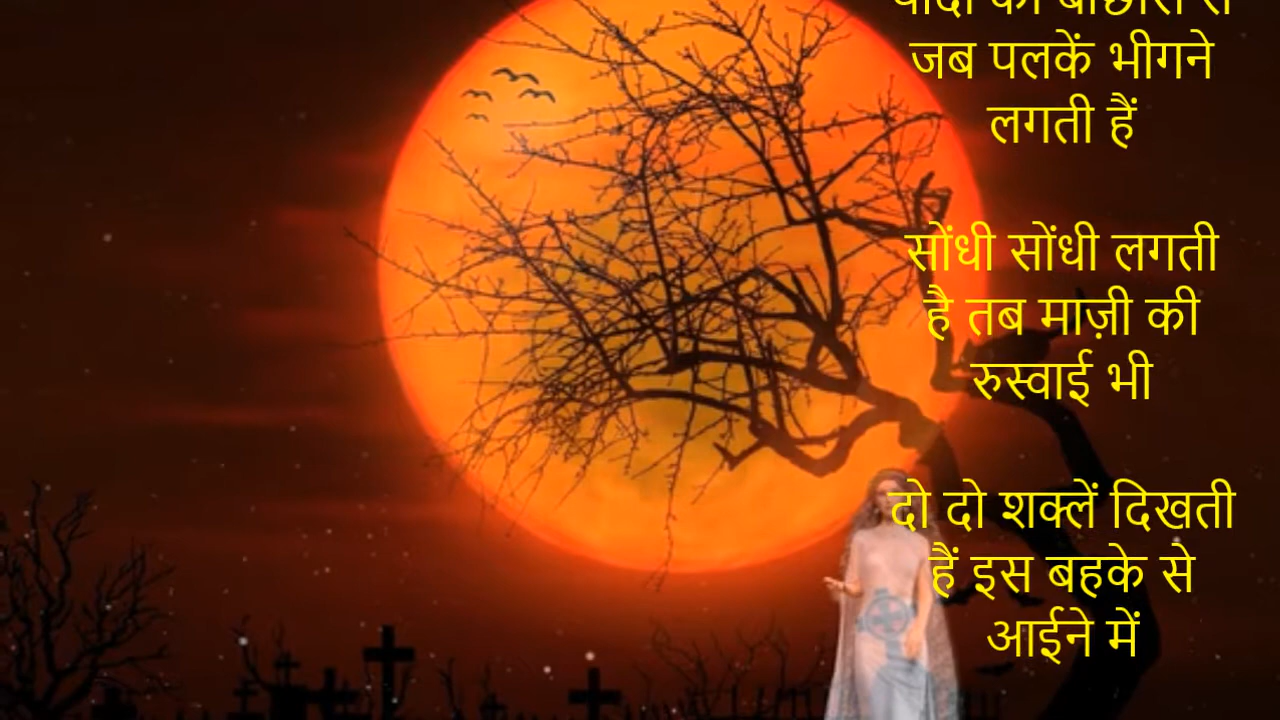 जब पलकें भीगने
लगती हैं
सोंधी सोंधी लगती
है तब माज़ी की
रुस्वाई भी
दो दो शक्लें दिखती
हैं इस बहके से
आईने में